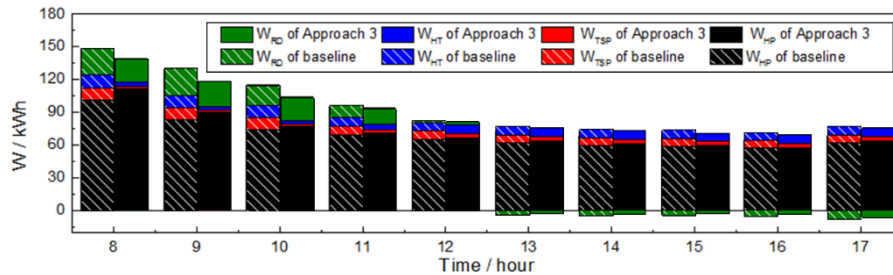 180
150
120
90
60
30
0
W / kWh
W_RD of Approach 3 W_HT of Approach 3 W_TSP of Approach 3 W_HP of Approach 3
W_RD of baseline W_HT of baseline W_TSP of baseline W_HP of baseline
8 9 10 11 12 13 14 15 16 17
Time / hour